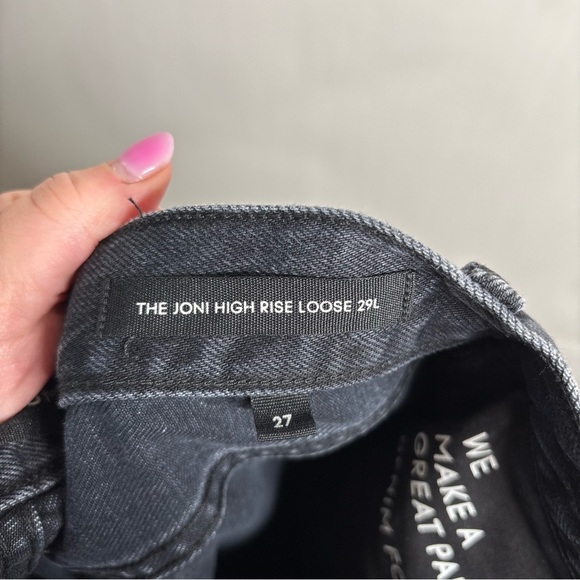 THE JONI HIGH RISE LOOSE 29L
27
WE
MAKE A
GREAT PA